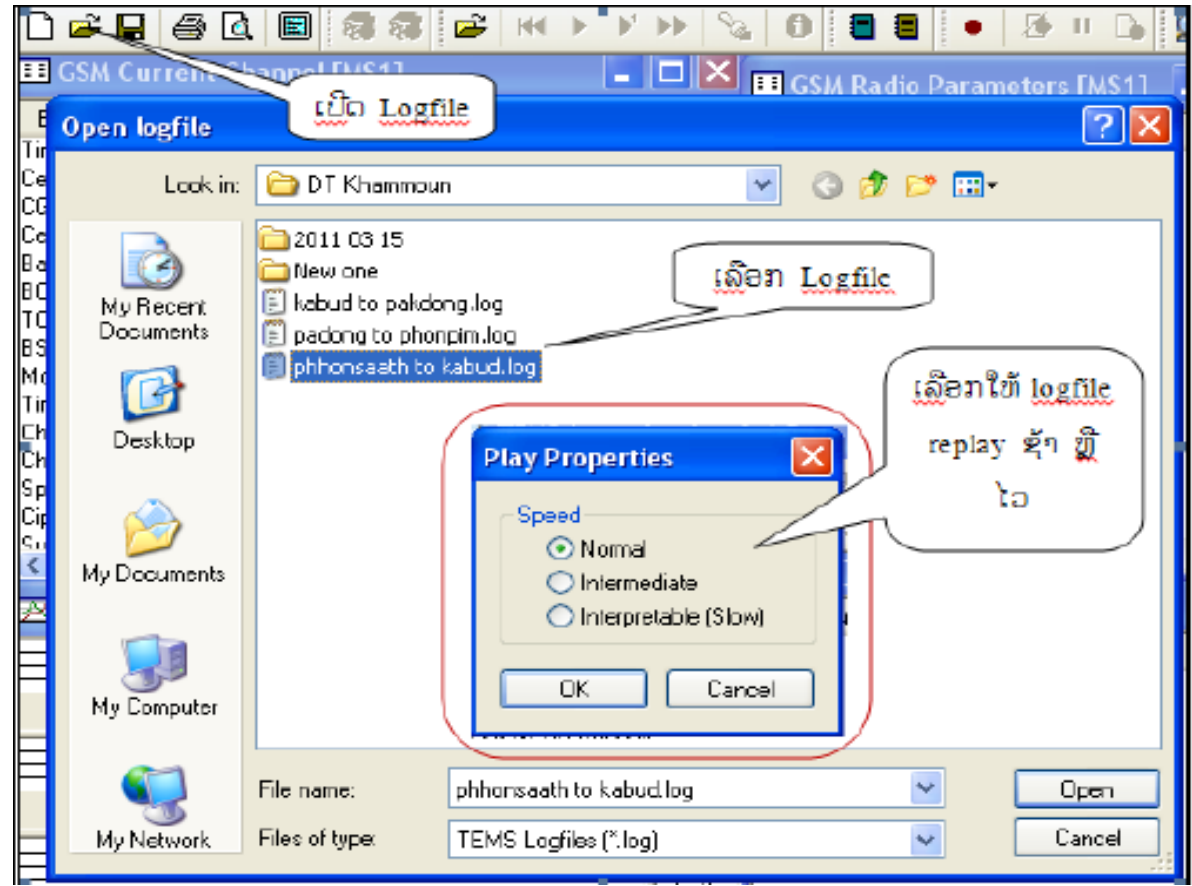 GSM Current Channel [MS1]
GSM Radio Parameters [MS1]
ເປີດ Logfile
Open logfile
Look in:
DT Khammoun
2011 03 15
New one
kabud to pakdong.log
padong to phonpim.log
phhonsaath to kabud.log
ເລືອກ Logfile
ເລືອກໃຫ້ logfile
replay ຊ້າ ຫຼື
ໄວ
My Recent
Documents
Desktop
My Documents
My Computer
My Network
Play Properties
Speed
Normal
Intermediate
Interpretable (Slow)
OK
Cancel
File name:
phhonsaath to kabud.log
Open
Files of type:
TEMS Logfiles (*.log)
Cancel